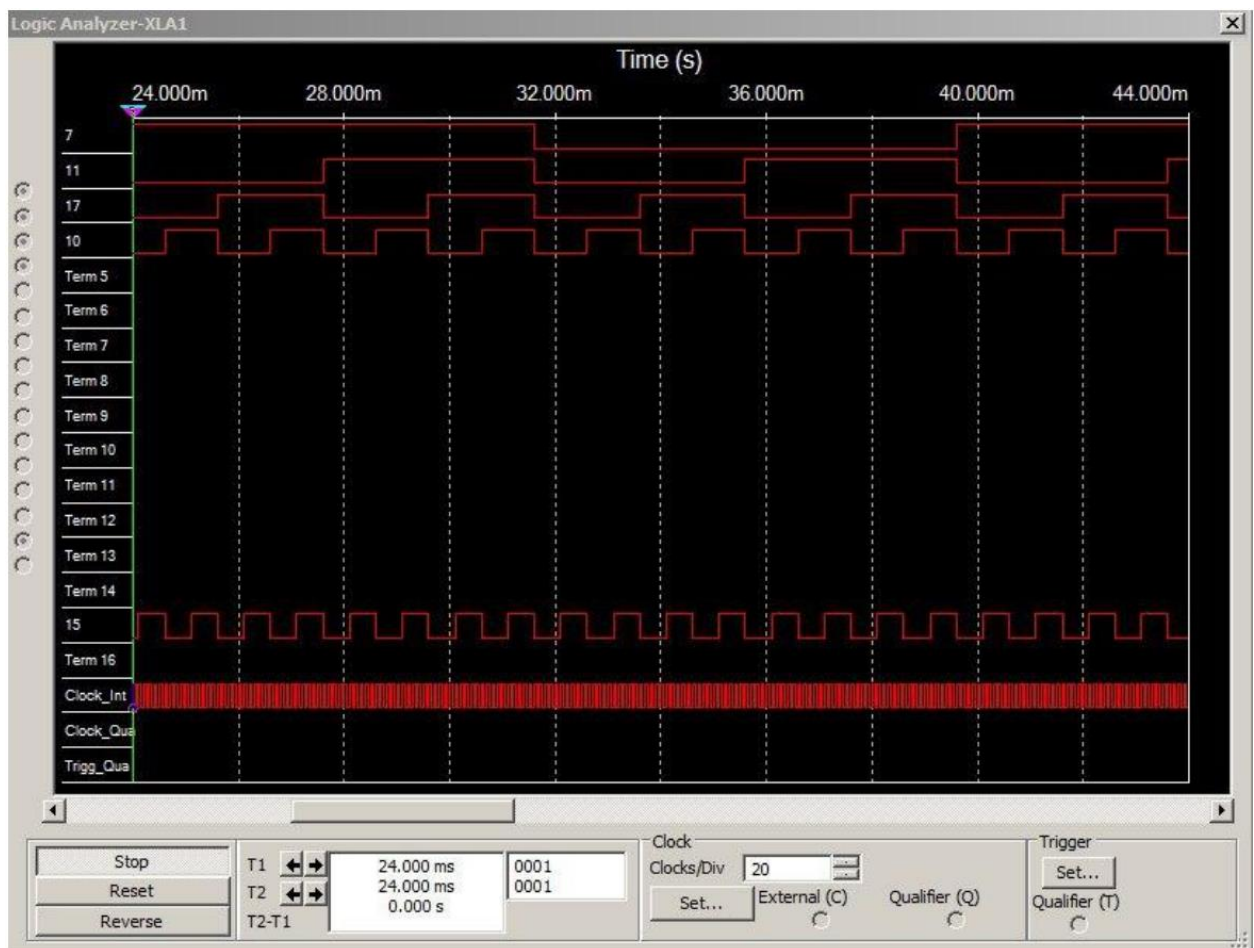 Logic Analyzer-XLA1
Time (s)
24.000m 28.000m 32.000m 36.000m 40.000m 44.000m
7
11
17
10
Term 5
Term 6
Term 7
Term 8
Term 9
Term 10
Term 11
Term 12
Term 13
Term 14
15
Term 16
Clock_Int
Clock_Qua
Trigg_Qua
Stop
Reset
Reverse
T1 24.000 ms 0001
T2 24.000 ms 0001
T2-T1 0.000 s
Clock
Clocks/Div 20
Set... External (C) Qualifier (Q)
Trigger
Set...
Qualifier (T)